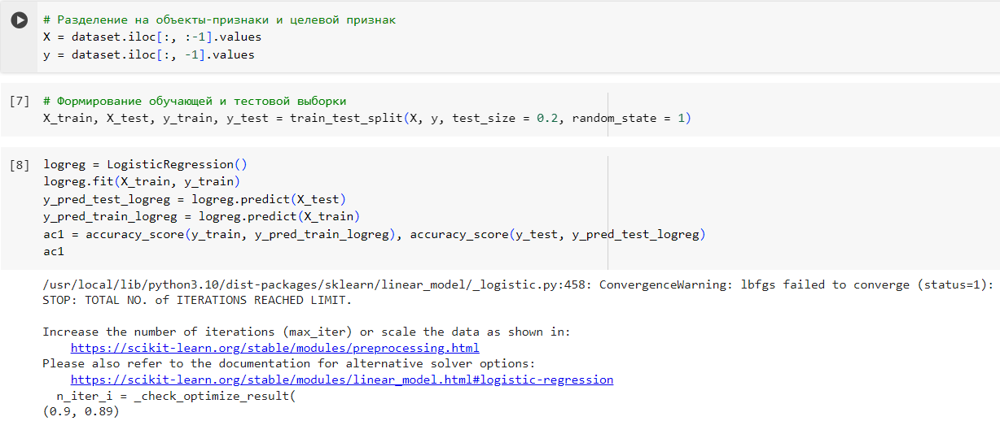 # Разделение на объекты-признаки и целевой признак
X = dataset.iloc[:, :-1].values
y = dataset.iloc[:, -1].values
[7] # Формирование обучающей и тестовой выборки
X_train, X_test, y_train, y_test = train_test_split(X, y, test_size = 0.2, random_state = 1)
[8] logreg = LogisticRegression()
logreg.fit(X_train, y_train)
y_pred_test_logreg = logreg.predict(X_test)
y_pred_train_logreg = logreg.predict(X_train)
ac1 = accuracy_score(y_train, y_pred_train_logreg), accuracy_score(y_test, y_pred_test_logreg)
ac1
/usr/local/lib/python3.10/dist-packages/sklearn/linear_model/_logistic.py:458: ConvergenceWarning: lbfgs failed to converge (status=1):
STOP: TOTAL NO. of ITERATIONS REACHED LIMIT.
Increase the number of iterations (max_iter) or scale the data as shown in:
https://scikit-learn.org/stable/modules/preprocessing.html
Please also refer to the documentation for alternative solver options:
https://scikit-learn.org/stable/modules/linear_model.html#logistic-regression
n_iter_i = _check_optimize_result(
(0.9, 0.89)